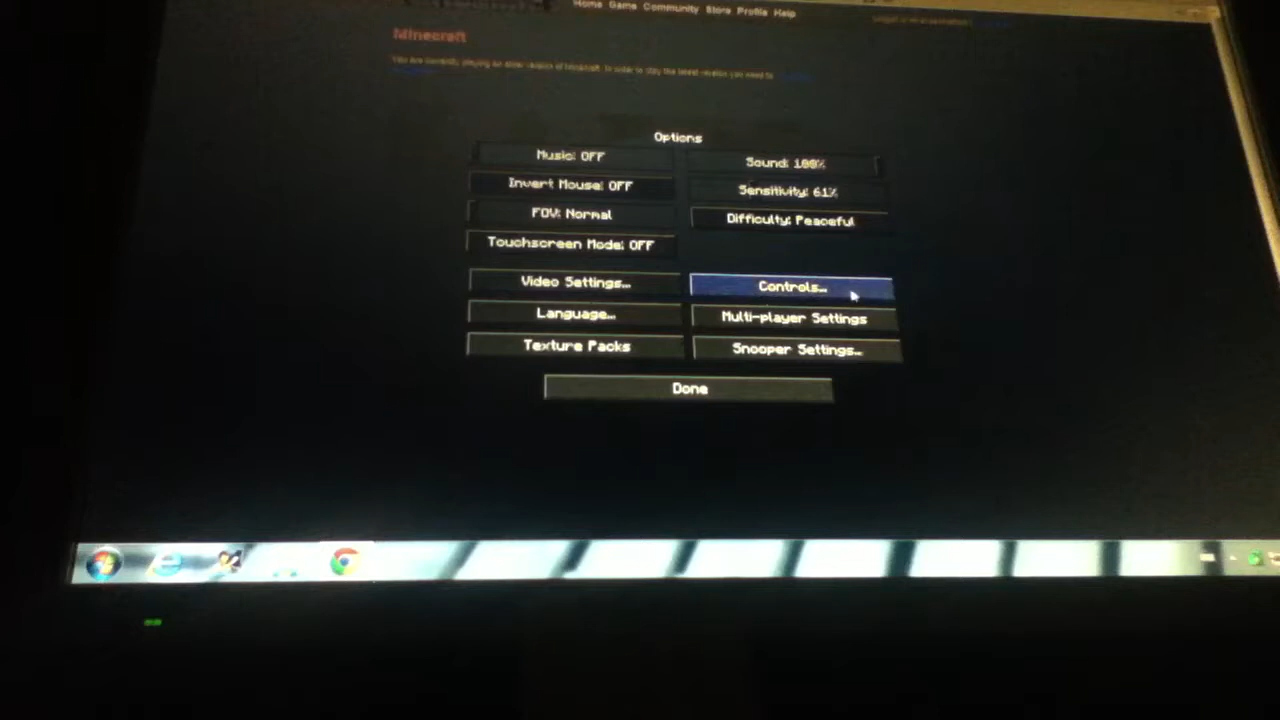 Home Game Community Store Profile Help
Minecraft
Options
Music: OFF
Sound: 100%
Invert Mouse: OFF
Sensitivity: 61%
FOV: Normal
Difficulty: Peaceful
Touchscreen Mode: OFF
Video Settings...
Controls...
Language...
Multi-player Settings
Texture Packs
Snooper Settings...
Done